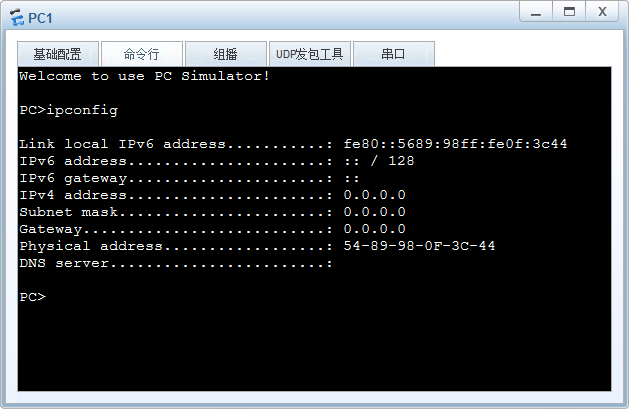 PC1
基础配置 命令行 组播 UDP发包工具 串口
Welcome to use PC Simulator!
PC>ipconfig
Link local IPv6 address...........: fe80::5689:98ff:fe0f:3c44
IPv6 address......................: :: / 128
IPv6 gateway......................: ::
IPv4 address......................: 0.0.0.0
Subnet mask.......................: 0.0.0.0
Gateway...........................: 0.0.0.0
Physical address..................: 54-89-98-0F-3C-44
DNS server........................:
PC>